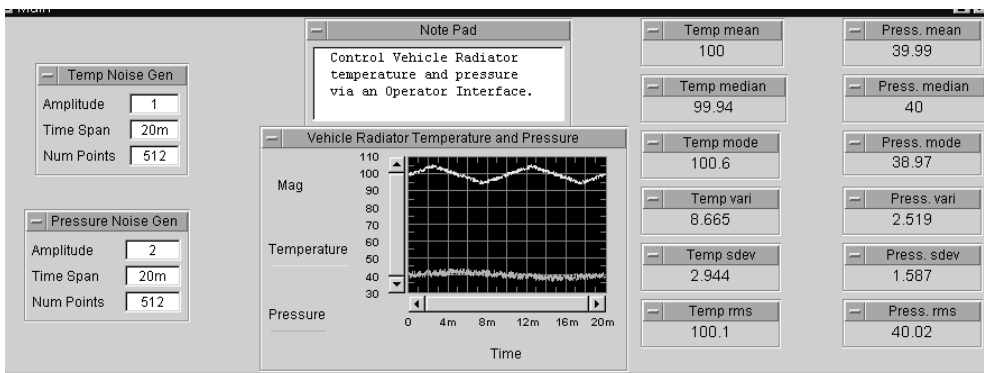 Main
Temp Noise Gen
Amplitude 1
Time Span 20m
Num Points 512
Pressure Noise Gen
Amplitude 2
Time Span 20m
Num Points 512
Note Pad
Control Vehicle Radiator
temperature and pressure
via an Operator Interface.
Vehicle Radiator Temperature and Pressure
Mag
Temperature
Pressure
110
100
90
80
70
60
50
40
30
0 4m 8m 12m 16m 20m
Time
Temp mean
100
Temp median
99.94
Temp mode
100.6
Temp vari
8.665
Temp sdev
2.944
Temp rms
100.1
Press. mean
39.99
Press. median
40
Press. mode
38.97
Press. vari
2.519
Press. sdev
1.587
Press. rms
40.02